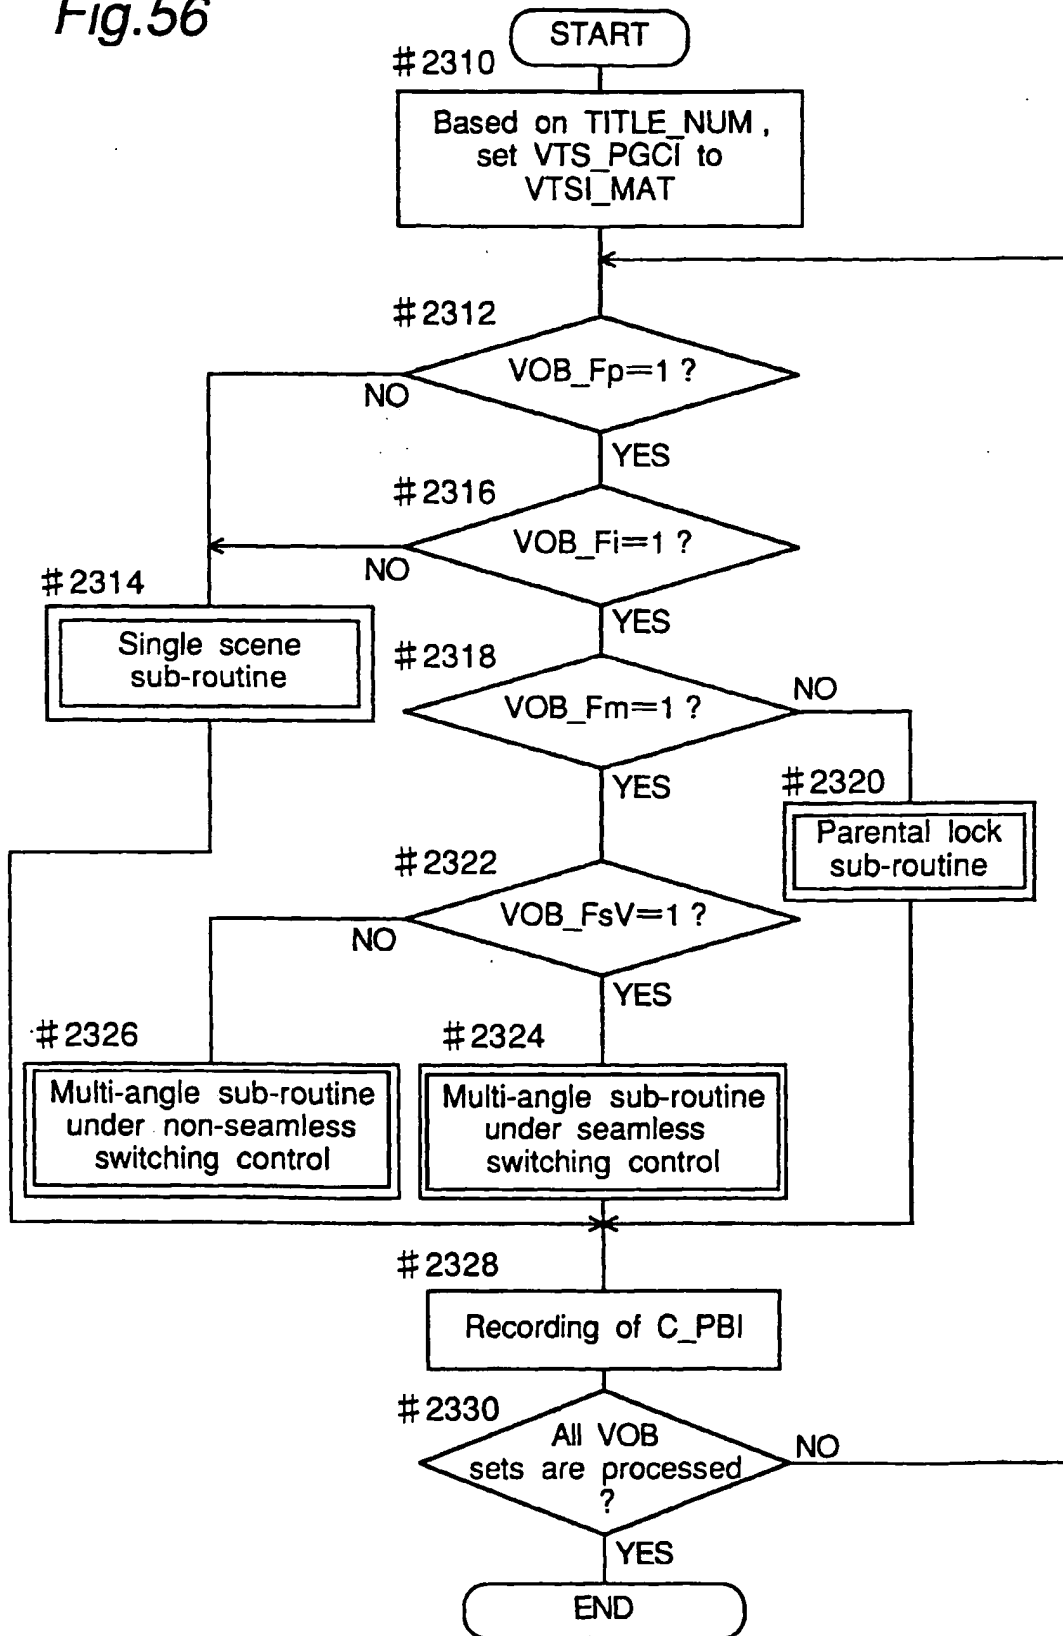 Fig.56
START
#2310
Based on TITLE_NUM,
set VTS_PGCI to
VTSI_MAT
#2312
VOB_Fp=1 ?
NO
YES
#2316
VOB_Fi=1 ?
NO
YES
#2314
Single scene
sub-routine
#2318
VOB_Fm=1 ?
NO
YES
#2320
Parental lock
sub-routine
#2322
VOB_FsV=1 ?
NO
YES
#2326
Multi-angle sub-routine
under non-seamless
switching control
#2324
Multi-angle sub-routine
under seamless
switching control
#2328
Recording of C_PBI
#2330
All VOB
sets are processed
?
NO
YES
END